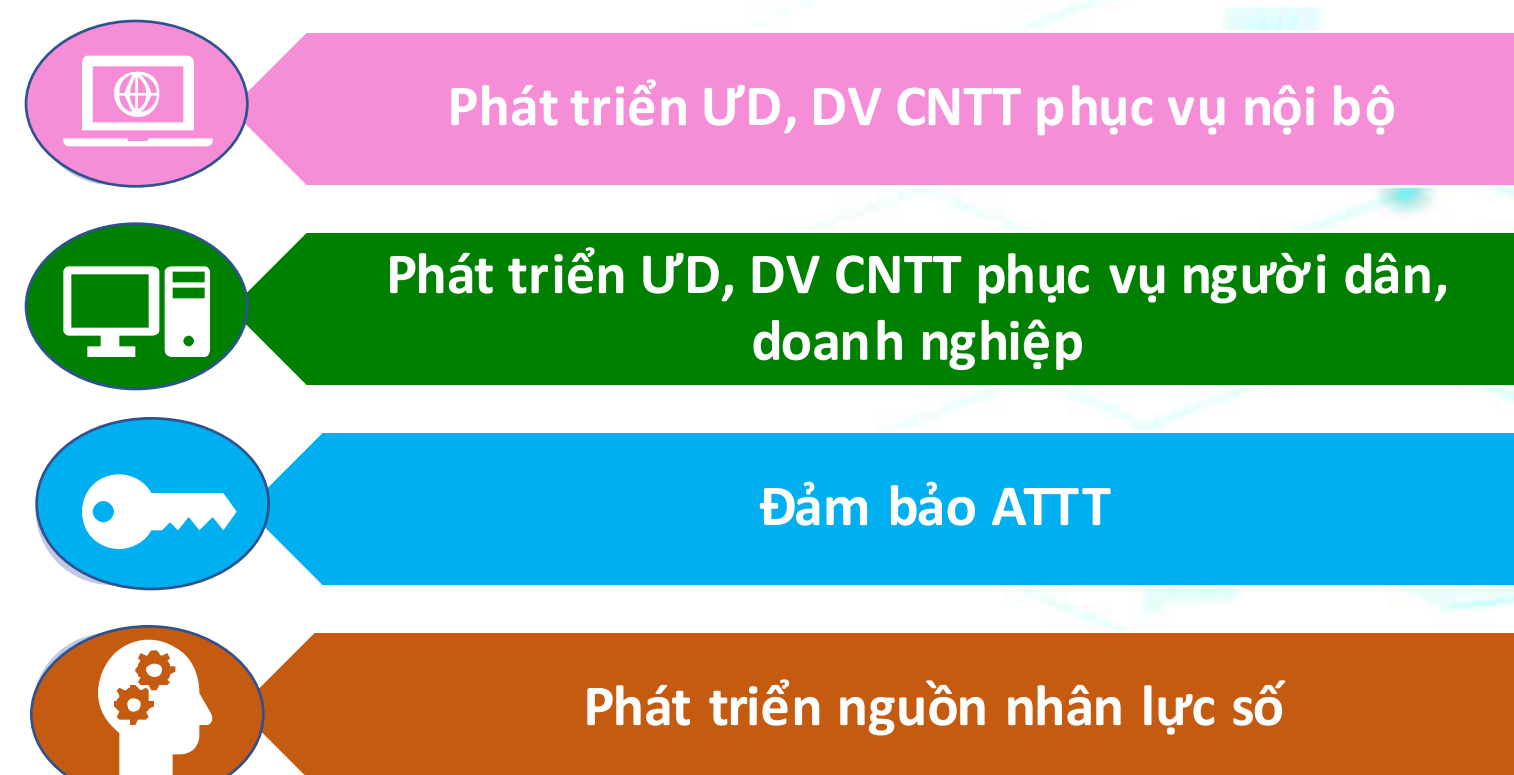 Phát triển ƯD, DV CNTT phục vụ nội bộ
Phát triển ƯD, DV CNTT phục vụ người dân,
doanh nghiệp
Đảm bảo ATTT
Phát triển nguồn nhân lực số